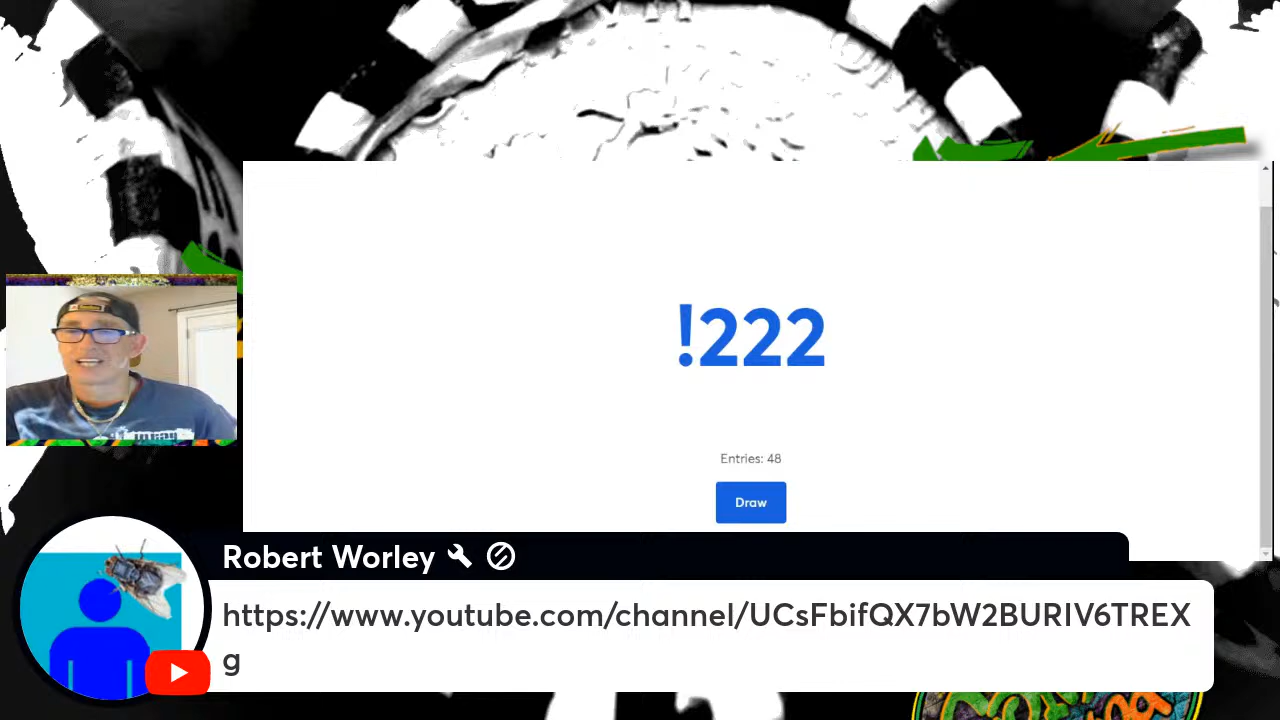 !222
Entries: 48
Draw
Robert Worley
https://www.youtube.com/channel/UCsFbifQX7bW2BURIV6TREX
g